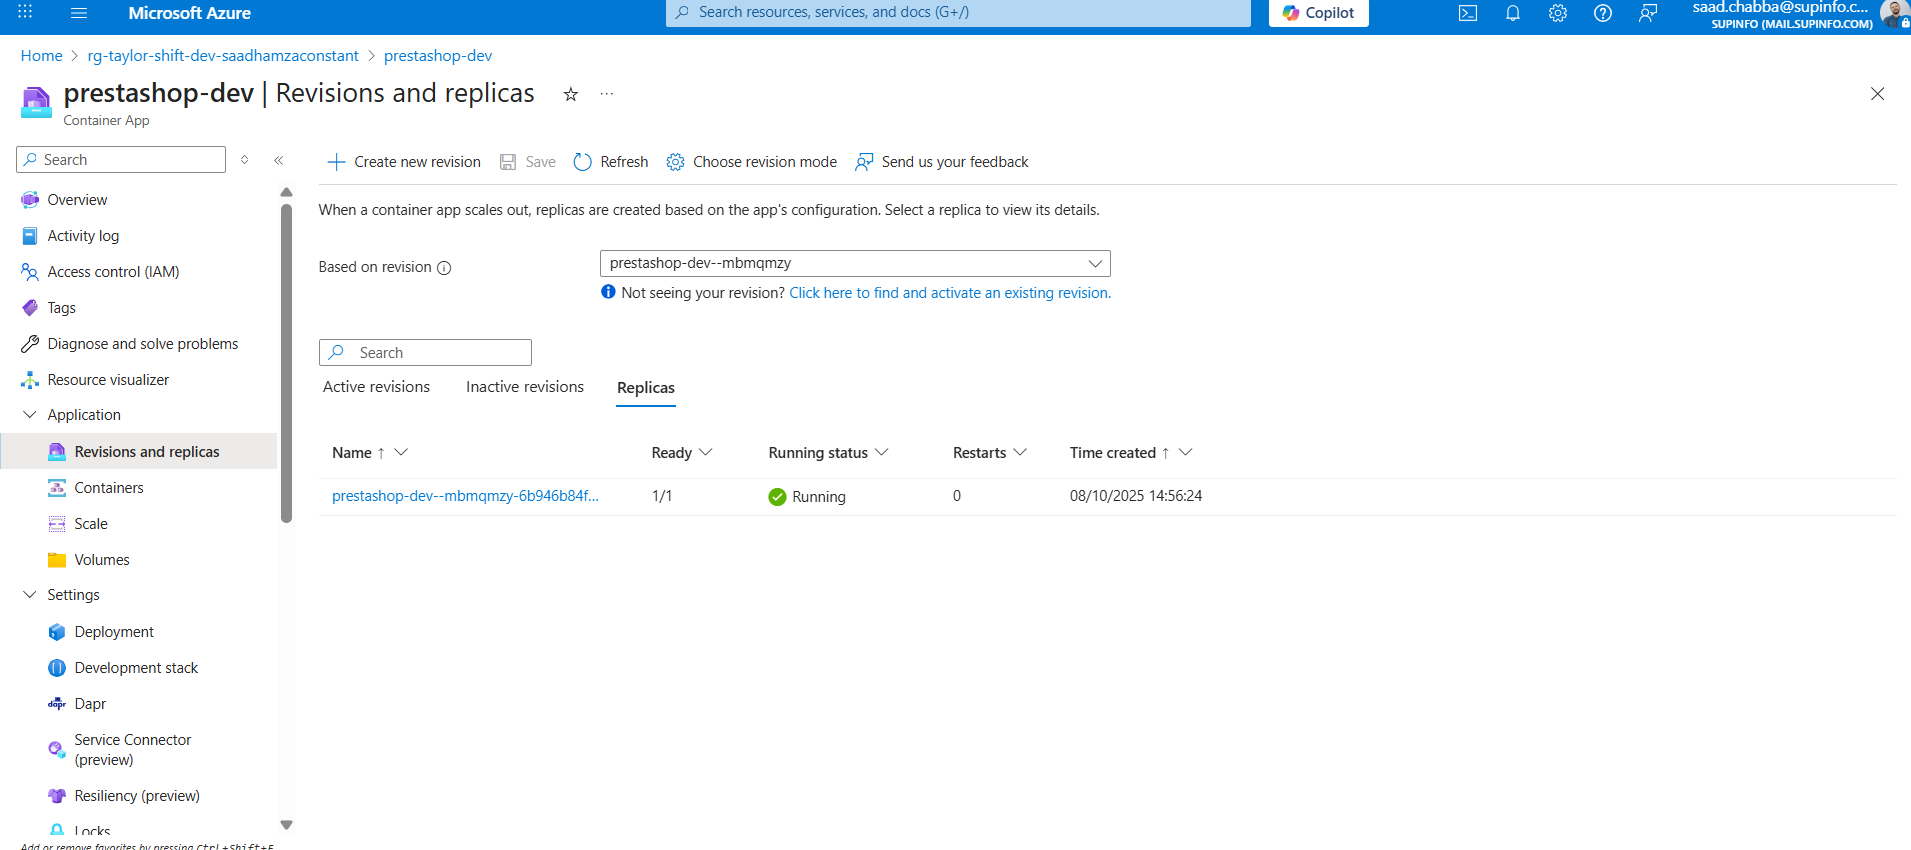 Microsoft Azure
Search resources, services, and docs (G+/)
Copilot
saad.chabba@supinfo.c...
SUPINFO (MAIL.SUPINFO.COM)
Home > rg-taylor-shift-dev-saadhamzaconstant > prestashop-dev
prestashop-dev | Revisions and replicas
Container App
Search
Create new revision
Save
Refresh
Choose revision mode
Send us your feedback
Overview
Activity log
Access control (IAM)
Tags
Diagnose and solve problems
Resource visualizer
Application
Revisions and replicas
Containers
Scale
Volumes
Settings
Deployment
Development stack
dapr Dapr
Service Connector
(preview)
Resiliency (preview)
Locks
Add or remove favorites by pressing Ctrl+Shift+F
When a container app scales out, replicas are created based on the app's configuration. Select a replica to view its details.
Based on revision
prestashop-dev--mbmqmzy
Not seeing your revision? Click here to find and activate an existing revision.
Search
Active revisions
Inactive revisions
Replicas
Name ↑ Ready Running status Restarts Time created ↑
prestashop-dev--mbmqmzy-6b946b84f... 1/1 Running 0 08/10/2025 14:56:24